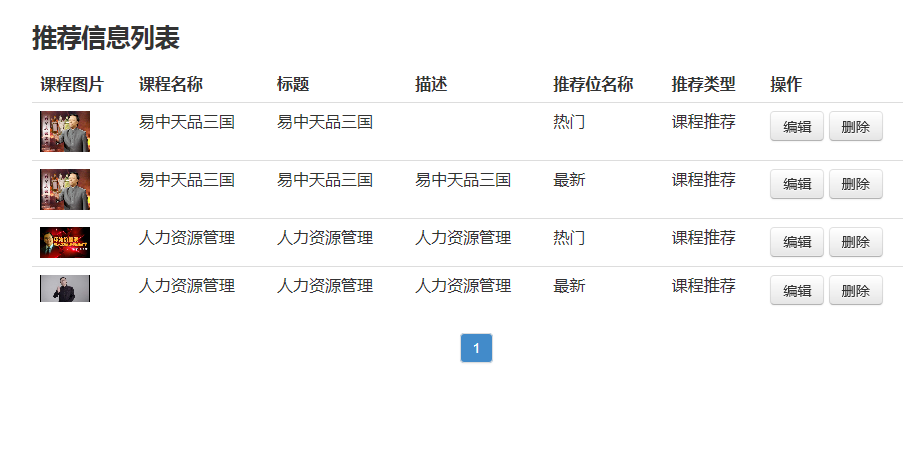 推荐信息列表
课程图片 课程名称 标题 描述 推荐位名称 推荐类型 操作
易中天品三国 易中天品三国 热门 课程推荐 编辑 删除
易中天品三国 易中天品三国 易中天品三国 最新 课程推荐 编辑 删除
人力资源管理 人力资源管理 人力资源管理 热门 课程推荐 编辑 删除
人力资源管理 人力资源管理 人力资源管理 最新 课程推荐 编辑 删除
1